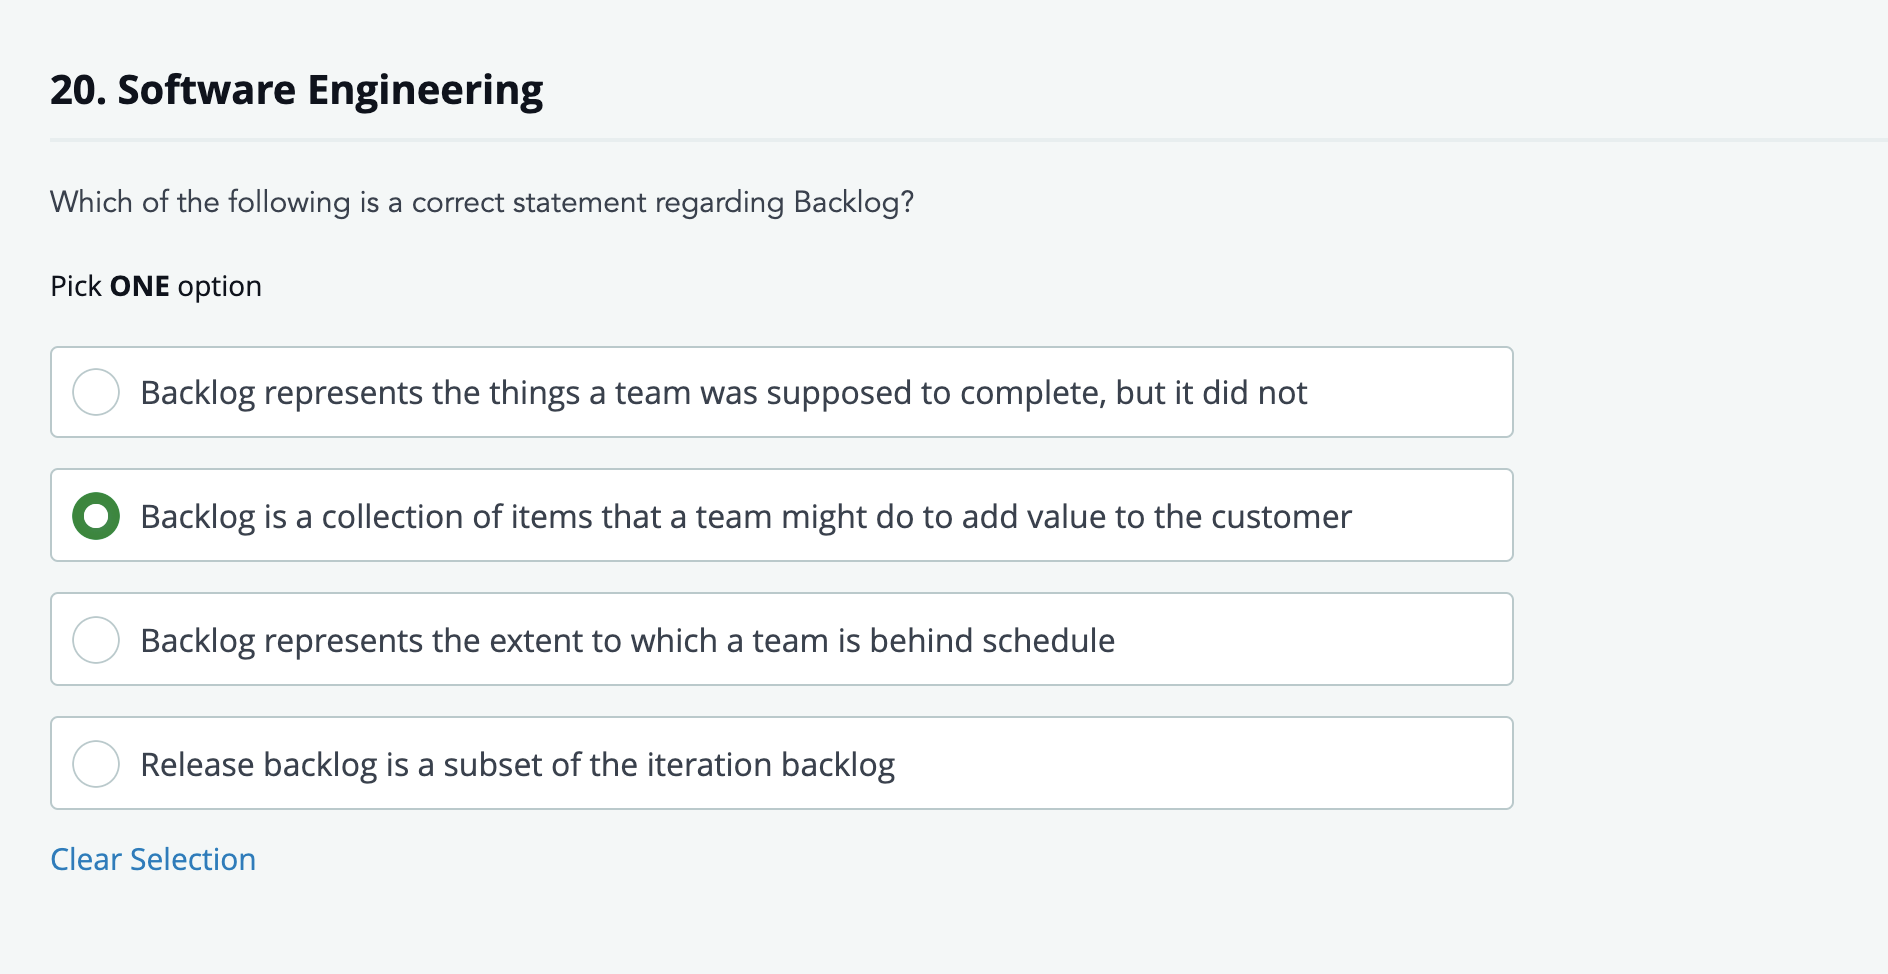 20. Software Engineering
Which of the following is a correct statement regarding Backlog?
Pick ONE option
Backlog represents the things a team was supposed to complete, but it did not
Backlog is a collection of items that a team might do to add value to the customer
Backlog represents the extent to which a team is behind schedule
Release backlog is a subset of the iteration backlog
Clear Selection